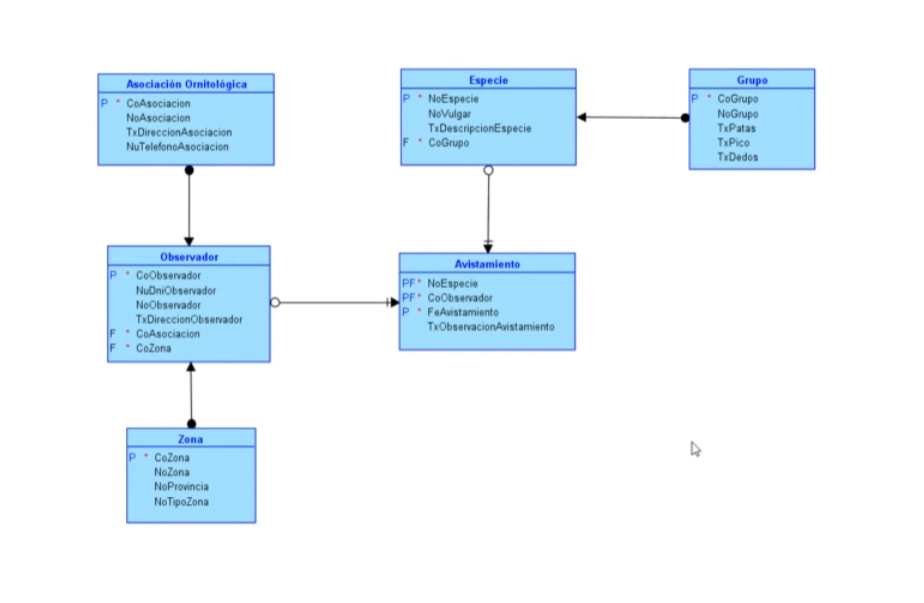 Asociación Ornitológica
P * CoAsociacion
NoAsociacion
TxDireccionAsociacion
NuTelefonoAsociacion
Especie
P * NoEspecie
NoVulgar
TxDescripcionEspecie
F * CoGrupo
Grupo
P * CoGrupo
NoGrupo
TxPatas
TxPico
TxDedos
Observador
P * CoObservador
NuDniObservador
NoObservador
TxDireccionObservador
F * CoAsociacion
F * CoZona
Avistamiento
PF * NoEspecie
PF * CoObservador
P * FeAvistamiento
TxObservacionAvistamiento
Zona
P * CoZona
NoZona
NoProvincia
NoTipoZona